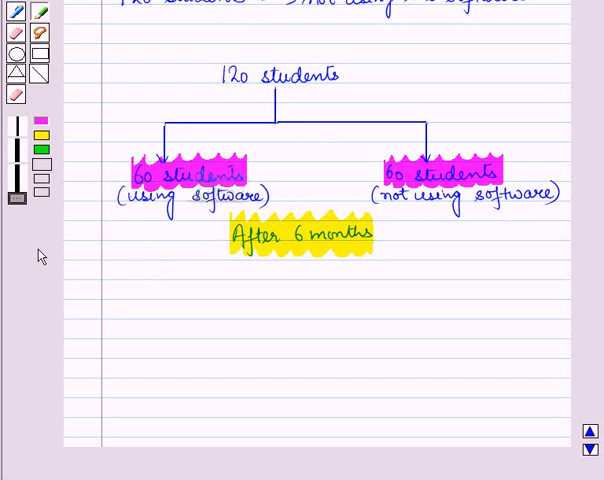 120 students
60 students 60 students
(using software) (not using software)
After 6 months